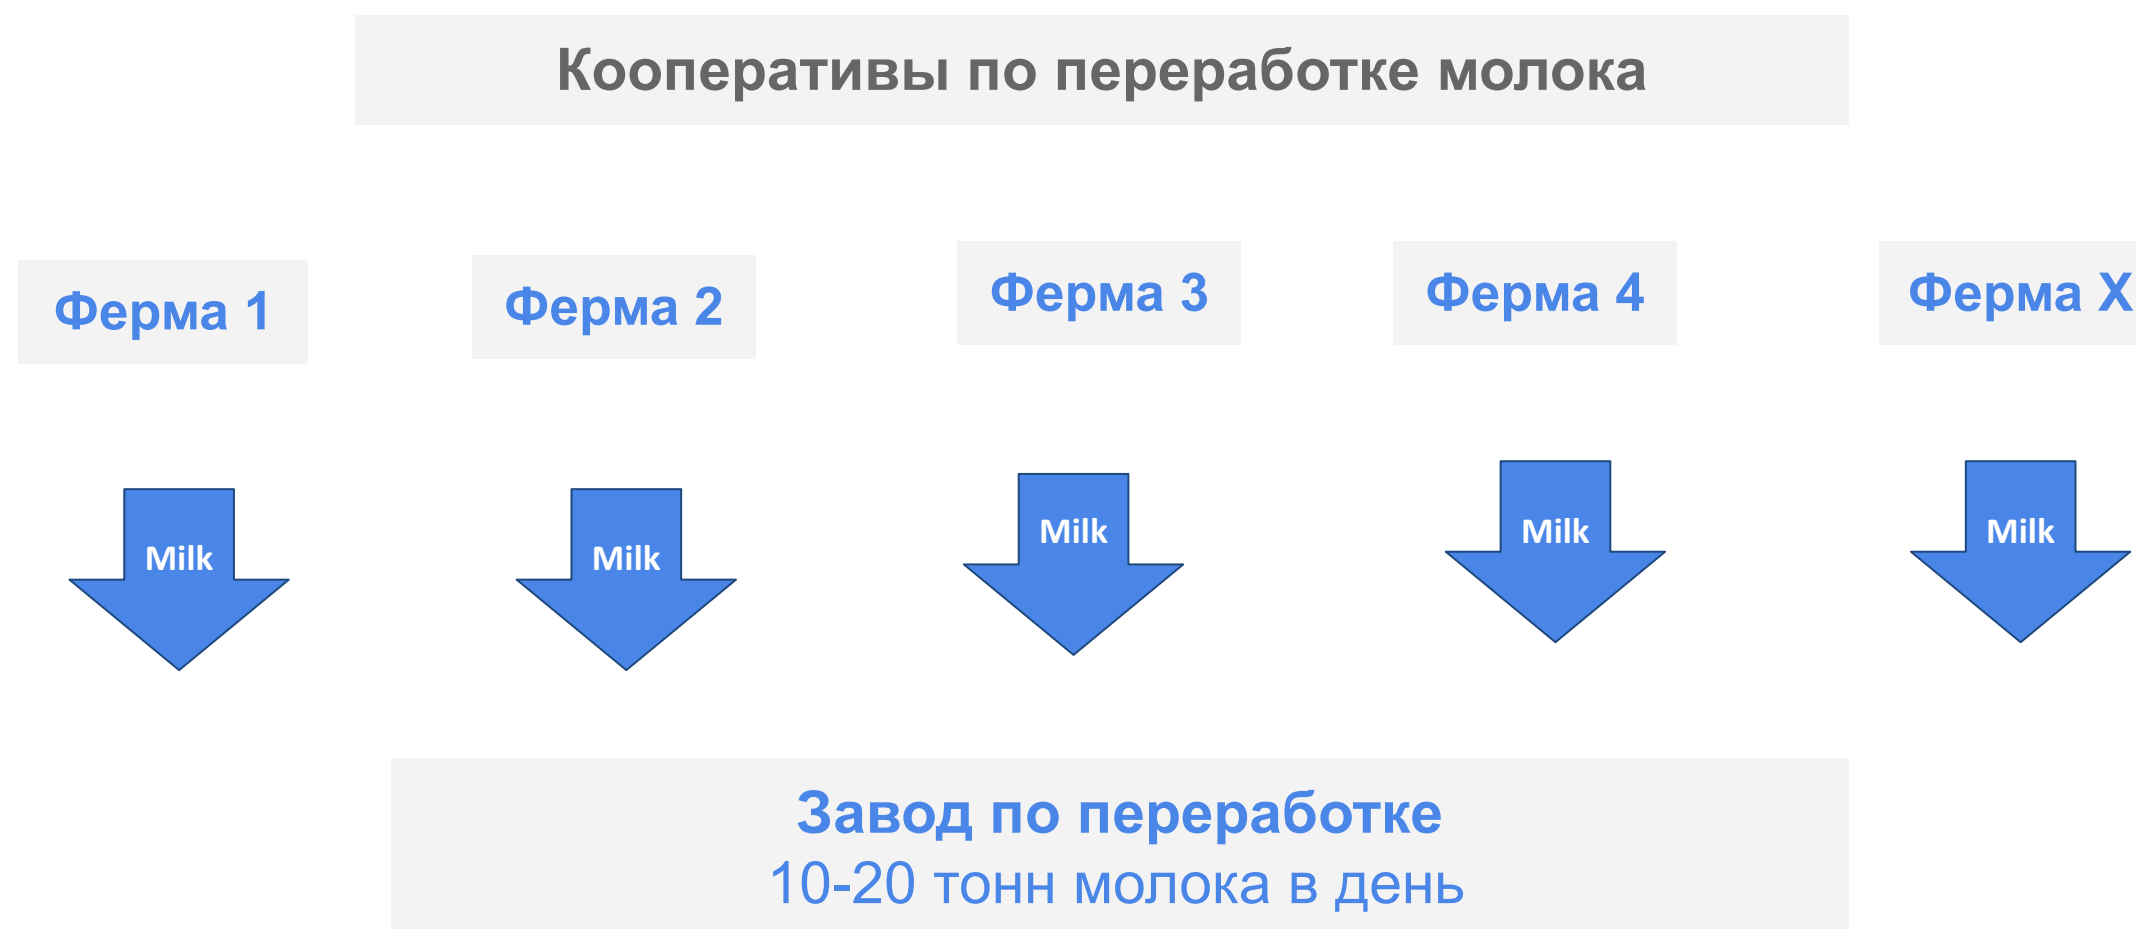 Кооперативы по переработке молока
Ферма 1
Ферма 2
Ферма 3
Ферма 4
Ферма X
Milk
Milk
Milk
Milk
Milk
Завод по переработке
10-20 тонн молока в день